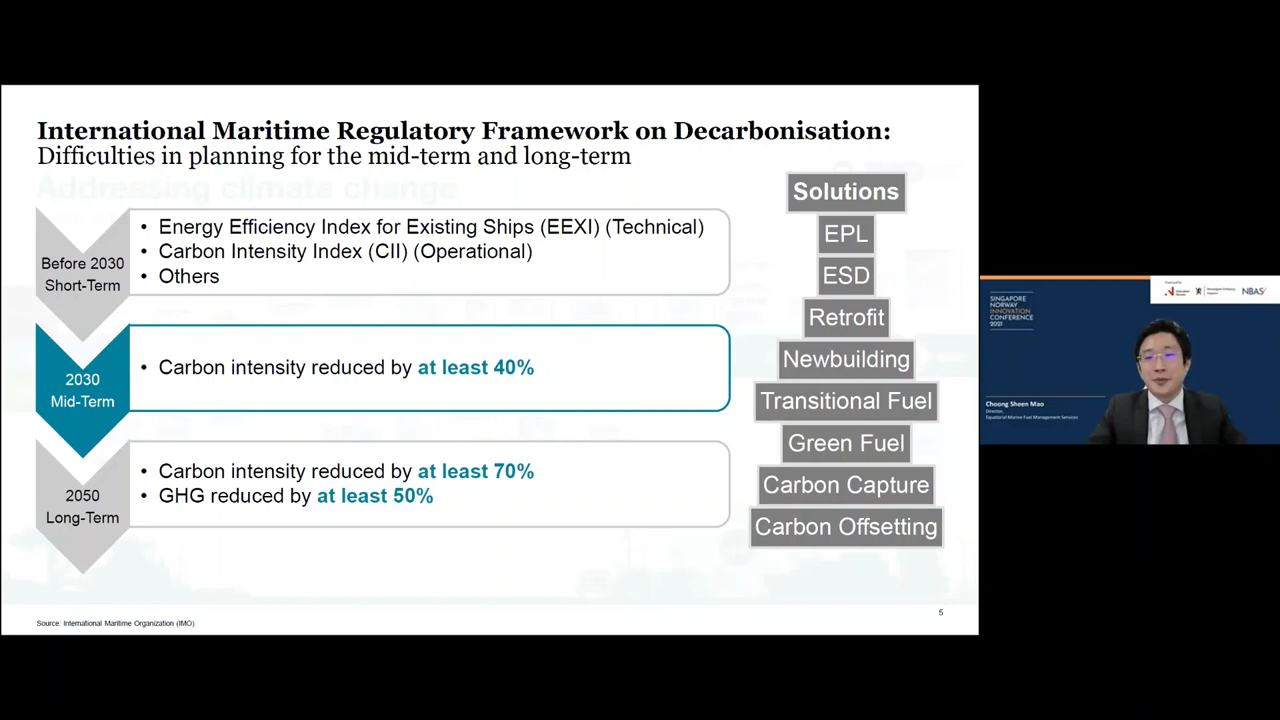 International Maritime Regulatory Framework on Decarbonisation:
Difficulties in planning for the mid-term and long-term
Addressing climate change
Before 2030
Short-Term
• Energy Efficiency Index for Existing Ships (EEXI) (Technical)
• Carbon Intensity Index (CII) (Operational)
• Others
2030
Mid-Term
• Carbon intensity reduced by at least 40%
2050
Long-Term
• Carbon intensity reduced by at least 70%
• GHG reduced by at least 50%
Solutions
EPL
ESD
Retrofit
Newbuilding
Transitional Fuel
Green Fuel
Carbon Capture
Carbon Offsetting
Source: International Maritime Organization (IMO)
5
SINGAPORE
NORWAY
INNOVATION
CONFERENCE
2021
NBAS
Choong Sheen Mao
Director,
Equatorial Marine Fuel Management Services